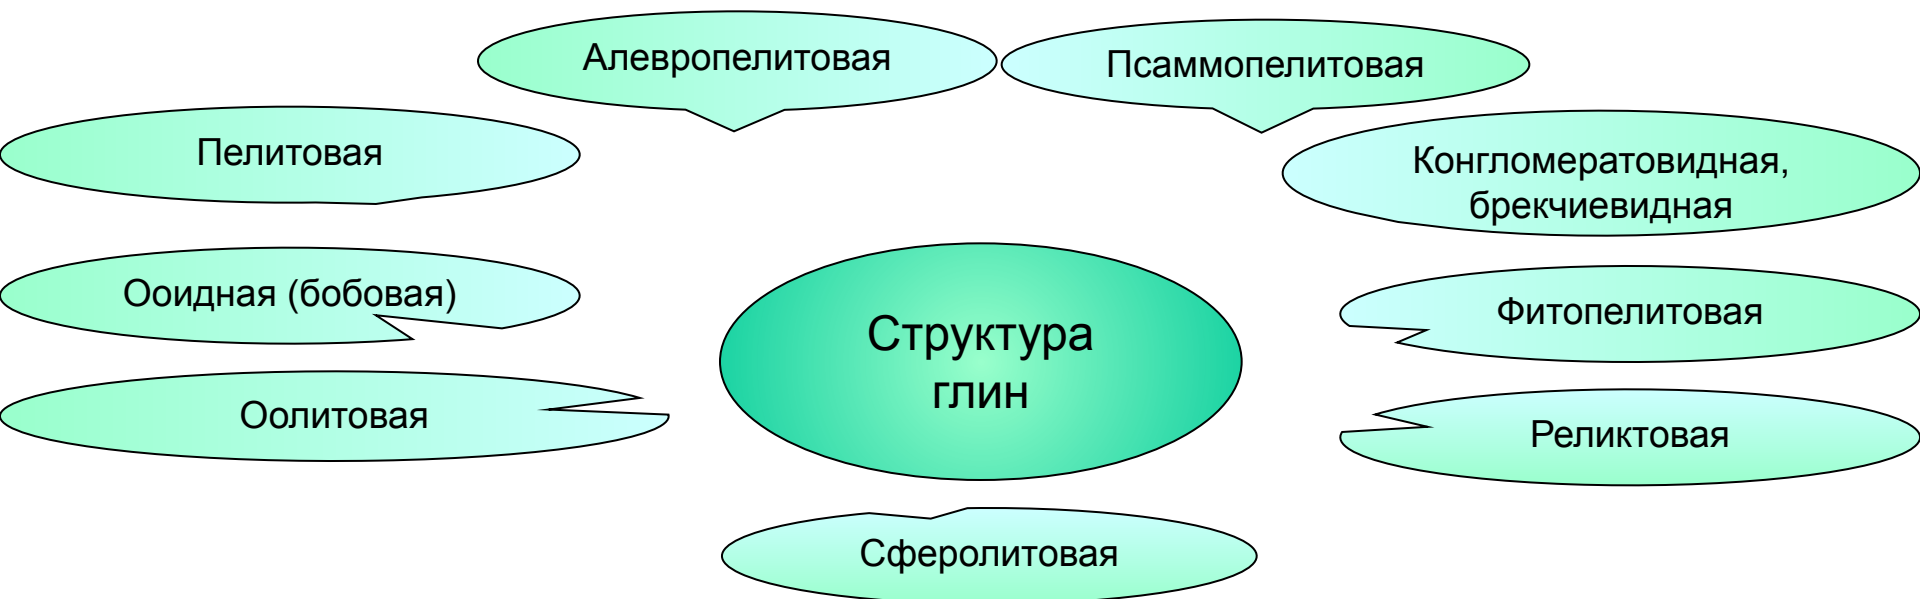 Алевропелитовая
Псаммопелитовая
Пелитовая
Конгломератовидная,
брекчиевидная
Ооидная (бобовая)
Фитопелитовая
Структура
глин
Оолитовая
Реликтовая
Сферолитовая